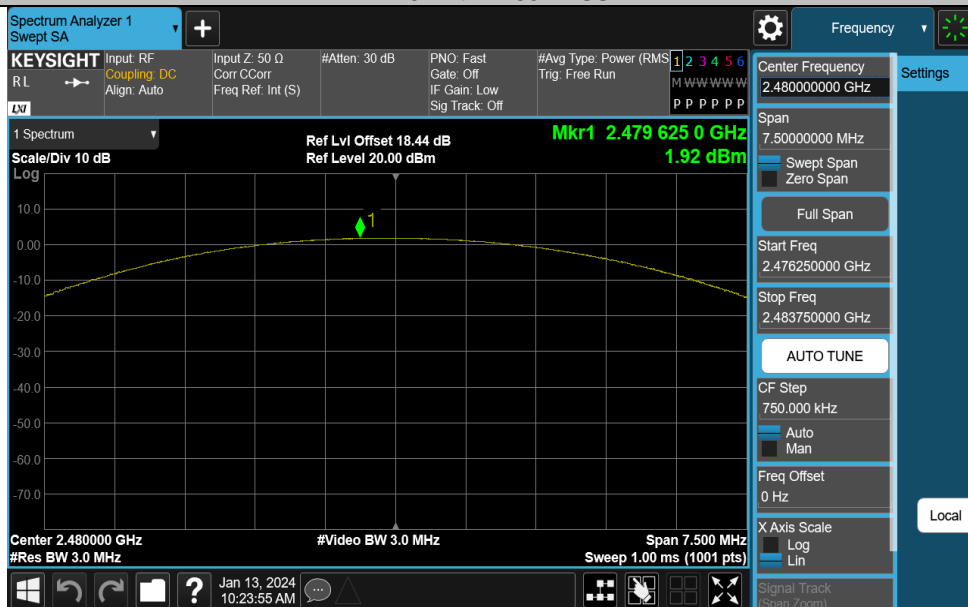 Spectrum Analyzer 1
Swept SA
+
Frequency
KEYSIGHT
Input: RF
Input Z: 50 Ω
#Atten: 30 dB
PNO: Fast
#Avg Type: Power (RMS
1 2 3 4 5 6
R L
Coupling: DC
Corr CCorr
Gate: Off
Trig: Free Run
M W W W W W
Align: Auto
Freq Ref: Int (S)
IF Gain: Low
P P P P P P
LXI
Sig Track: Off
1 Spectrum
Ref Lvl Offset 18.44 dB
Mkr1 2.479 625 0 GHz
Scale/Div 10 dB
Ref Level 20.00 dBm
1.92 dBm
Log
1
10.0
0.00
-10.0
-20.0
-30.0
-40.0
-50.0
-60.0
-70.0
Center 2.480000 GHz
#Video BW 3.0 MHz
Span 7.500 MHz
#Res BW 3.0 MHz
Sweep 1.00 ms (1001 pts)
Center Frequency
2.480000000 GHz
Settings
Span
7.50000000 MHz
Swept Span
Zero Span
Full Span
Start Freq
2.476250000 GHz
Stop Freq
2.483750000 GHz
AUTO TUNE
CF Step
750.000 kHz
Auto
Man
Freq Offset
0 Hz
Local
X Axis Scale
Log
Lin
Signal Track
(Span Zoom)
?
Jan 13, 2024
10:23:55 AM